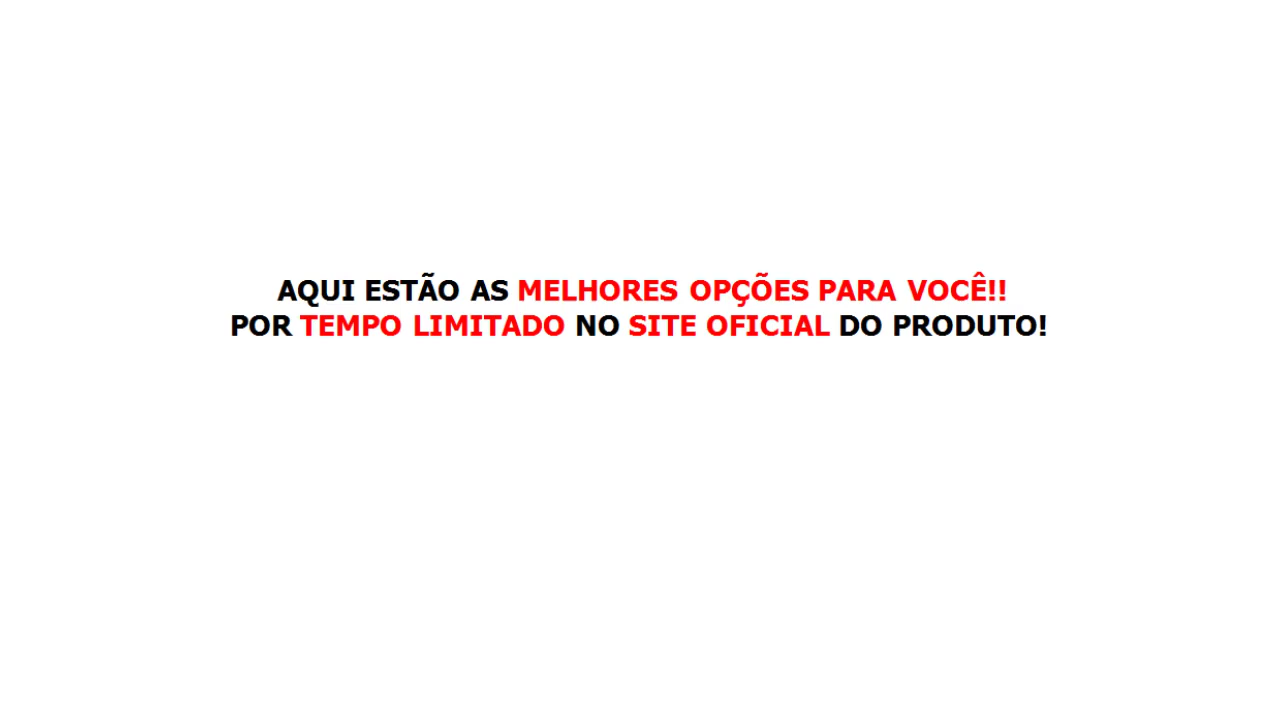 AQUI ESTÃO AS MELHORES OPÇÕES PARA VOCÊ!!
POR TEMPO LIMITADO NO SITE OFICIAL DO PRODUTO!